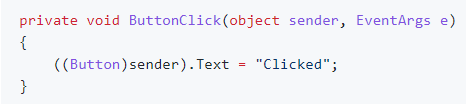 private void ButtonClick(object sender, EventArgs e)
{
    ((Button)sender).Text = "Clicked";
}